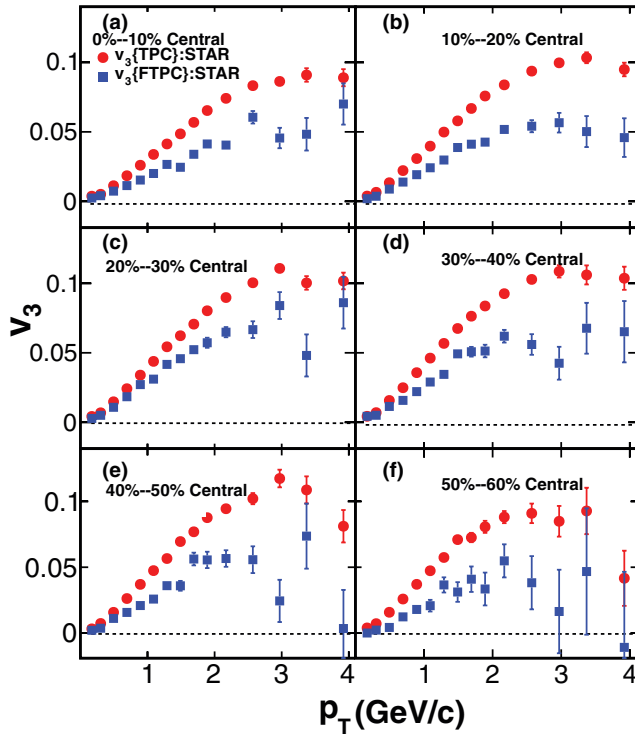 (a)
0%--10% Central
v3{TPC}:STAR
v3{FTPC}:STAR
0.1
0.05
0
(b)
10%--20% Central
(c)
20%--30% Central
0.1
0.05
0
(d)
30%--40% Central
v3
(e)
40%--50% Central
0.1
0.05
0
(f)
50%--60% Central
1 2 3 4 1 2 3 4
pT(GeV/c)